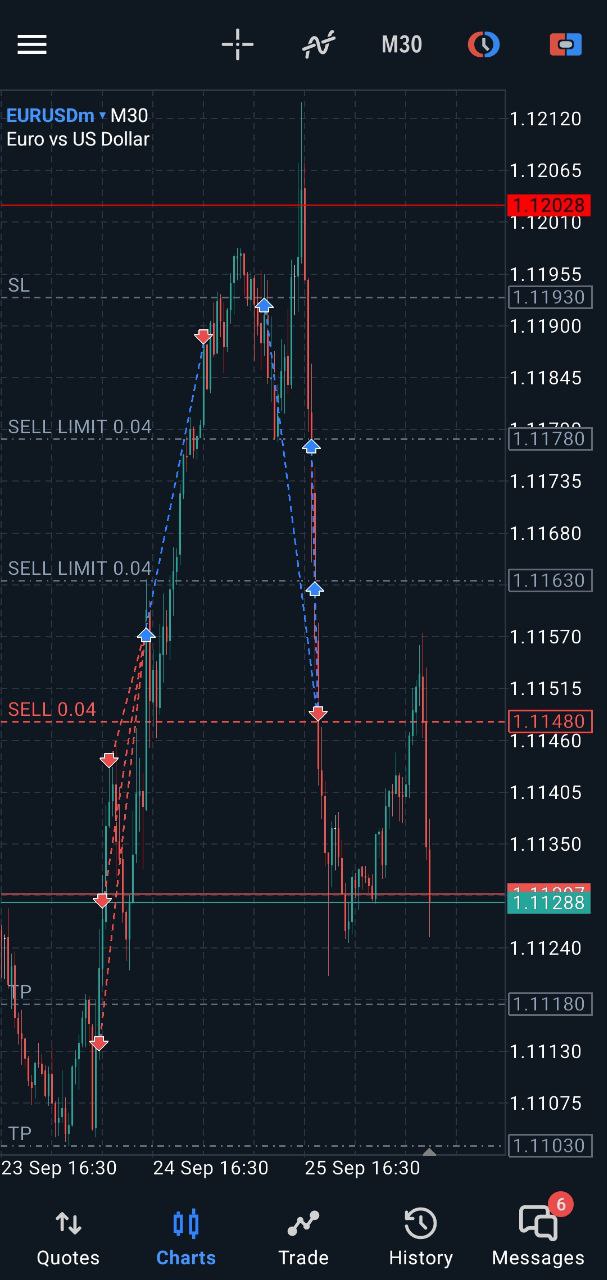 M30
EURUSDm ▾ M30
Euro vs US Dollar
1.12120
1.12065
1.12028
1.12010
1.11955
SL
1.11930
1.11900
1.11845
SELL LIMIT 0.04
1.11780
1.11735
1.11680
SELL LIMIT 0.04
1.11630
1.11570
1.11515
SELL 0.04
1.11480
1.11460
1.11405
1.11350
1.11288
1.11240
TP
1.11180
1.11130
1.11075
TP
1.11030
23 Sep 16:30 24 Sep 16:30 25 Sep 16:30
6
Quotes Charts Trade History Messages